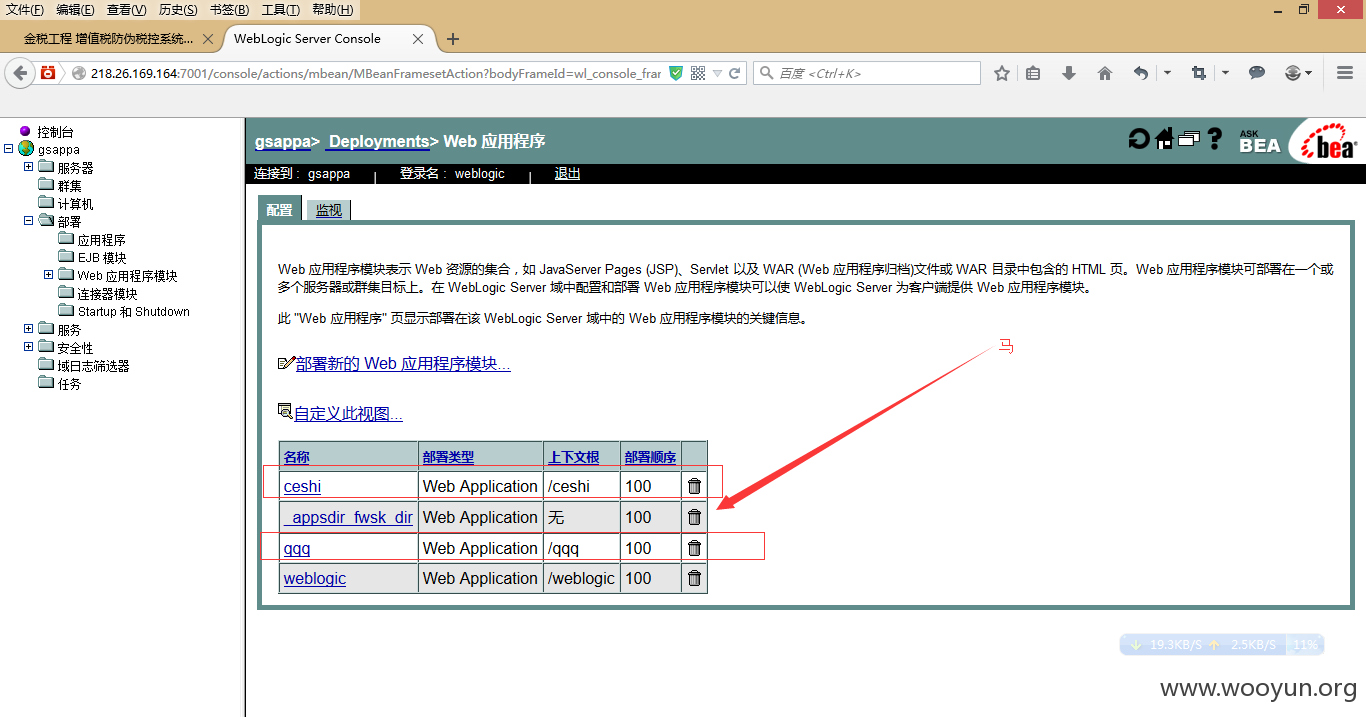 文件(F) 编辑(E) 查看(V) 历史(S) 书签(B) 工具(T) 帮助(H)
金税工程 增值税防伪税控系统...
WebLogic Server Console
218.26.169.164:7001/console/actions/mbean/MBeanFramesetAction?bodyFrameId=wl_console_frar
百度 <Ctrl+K>
控制台
gsappa
服务器
群集
计算机
部署
应用程序
EJB 模块
Web 应用程序模块
连接器模块
Startup 和 Shutdown
服务
安全性
域日志筛选器
任务
gsappa> Deployments> Web 应用程序
ASK BEA
bea
连接到 : gsappa | 登录名 : weblogic | 退出
配置 监视
Web 应用程序模块表示 Web 资源的集合，如 JavaServer Pages (JSP)、Servlet 以及 WAR (Web 应用程序归档)文件或 WAR 目录中包含的 HTML 页。Web 应用程序模块可部署在一个或
多个服务器或群集目标上。在 WebLogic Server 域中配置和部署 Web 应用程序模块可以使 WebLogic Server 为客户端提供 Web 应用程序模块。
此 "Web 应用程序" 页显示部署在该 WebLogic Server 域中的 Web 应用程序模块的关键信息。
马
部署新的 Web 应用程序模块...
自定义此视图...
名称 部署类型 上下文根 部署顺序
ceshi Web Application /ceshi 100
_appsdir_fwsk_dir Web Application 无 100
qqq Web Application /qqq 100
weblogic Web Application /weblogic 100
19.3KB/S 2.5KB/S 11%
www.wooyun.org